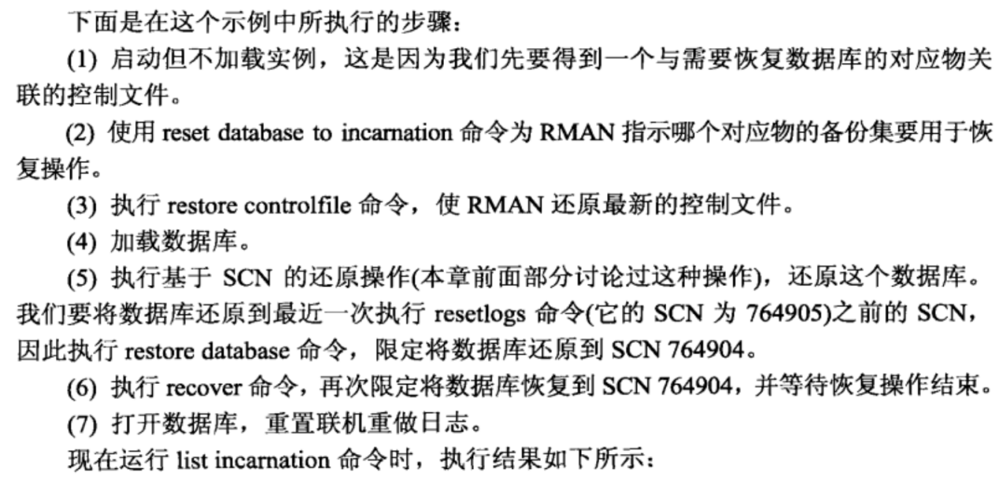 下面是在这个示例中所执行的步骤：
(1) 启动但不加载实例，这是因为我们先要得到一个与需要恢复数据库的对应物关
联的控制文件。
(2) 使用 reset database to incarnation 命令为 RMAN 指示哪个对应物的备份集要用于恢
复操作。
(3) 执行 restore controlfile 命令，使 RMAN 还原最新的控制文件。
(4) 加载数据库。
(5) 执行基于 SCN 的还原操作(本章前面部分讨论过这种操作)，还原这个数据库。
我们要将数据库还原到最近一次执行 resetlogs 命令(它的 SCN 为 764905)之前的 SCN，
因此执行 restore database 命令，限定将数据库还原到 SCN 764904。
(6) 执行 recover 命令，再次限定将数据库恢复到 SCN 764904，并等待恢复操作结束。
(7) 打开数据库，重置联机重做日志。
现在运行 list incarnation 命令时，执行结果如下所示：